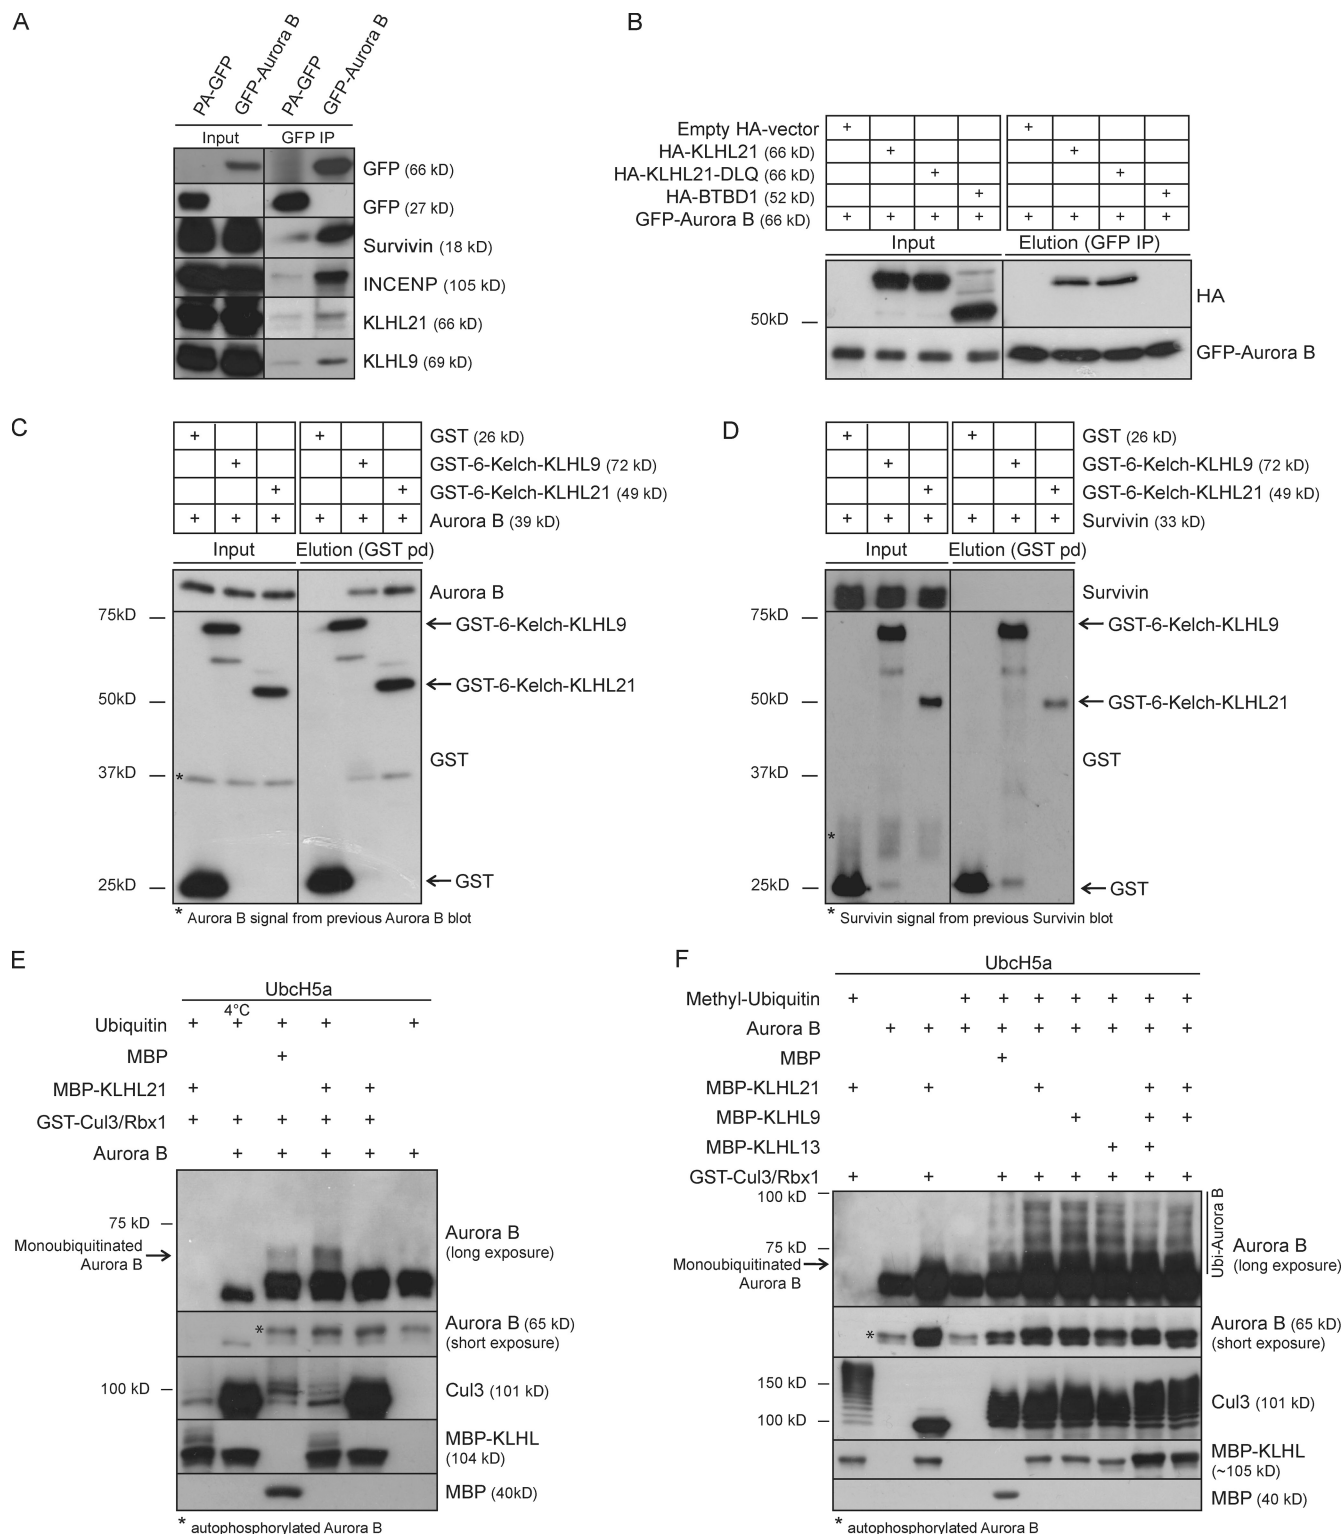 A
PA-GFP
GFP-Aurora B
PA-GFP
GFP-Aurora B
Input
GFP IP
GFP (66 kD)
GFP (27 kD)
Survivin (18 kD)
INCENP (105 kD)
KLHL21 (66 kD)
KLHL9 (69 kD)
B
Empty HA-vector + +
HA-KLHL21 (66 kD) + +
HA-KLHL21-DLQ (66 kD) + +
HA-BTBD1 (52 kD) + +
GFP-Aurora B (66 kD) + + + + + + + +
Input Elution (GFP IP)
HA
50kD
GFP-Aurora B
C
+ + GST (26 kD)
+ + GST-6-Kelch-KLHL9 (72 kD)
+ + GST-6-Kelch-KLHL21 (49 kD)
+ + + + + + Aurora B (39 kD)
Input Elution (GST pd)
Aurora B
75kD
← GST-6-Kelch-KLHL9
← GST-6-Kelch-KLHL21
50kD
GST
37kD
*
25kD
← GST
* Aurora B signal from previous Aurora B blot
D
+ + GST (26 kD)
+ + GST-6-Kelch-KLHL9 (72 kD)
+ + GST-6-Kelch-KLHL21 (49 kD)
+ + + + + + Survivin (33 kD)
Input Elution (GST pd)
Survivin
75kD
← GST-6-Kelch-KLHL9
50kD
← GST-6-Kelch-KLHL21
GST
37kD
*
25kD
← GST
* Survivin signal from previous Survivin blot
E
UbcH5a
4°C
Ubiquitin + + + + +
MBP +
MBP-KLHL21 + + +
GST-Cul3/Rbx1 + + + + +
Aurora B + + + + +
75 kD
Monoubiquitinated
Aurora B →
Aurora B
(long exposure)
*
Aurora B (65 kD)
(short exposure)
100 kD
Cul3 (101 kD)
MBP-KLHL
(104 kD)
MBP (40kD)
* autophosphorylated Aurora B
F
UbcH5a
Methyl-Ubiquitin + + + + + + + +
Aurora B + + + + + + + + +
MBP +
MBP-KLHL21 + + + + +
MBP-KLHL9 + + +
MBP-KLHL13 + +
GST-Cul3/Rbx1 + + + + + + + +
100 kD
75 kD
Monoubiquitinated
Aurora B →
Ubi-Aurora B
Aurora B
(long exposure)
*
Aurora B (65 kD)
(short exposure)
150 kD
100 kD
Cul3 (101 kD)
MBP-KLHL
(~105 kD)
MBP (40 kD)
* autophosphorylated Aurora B